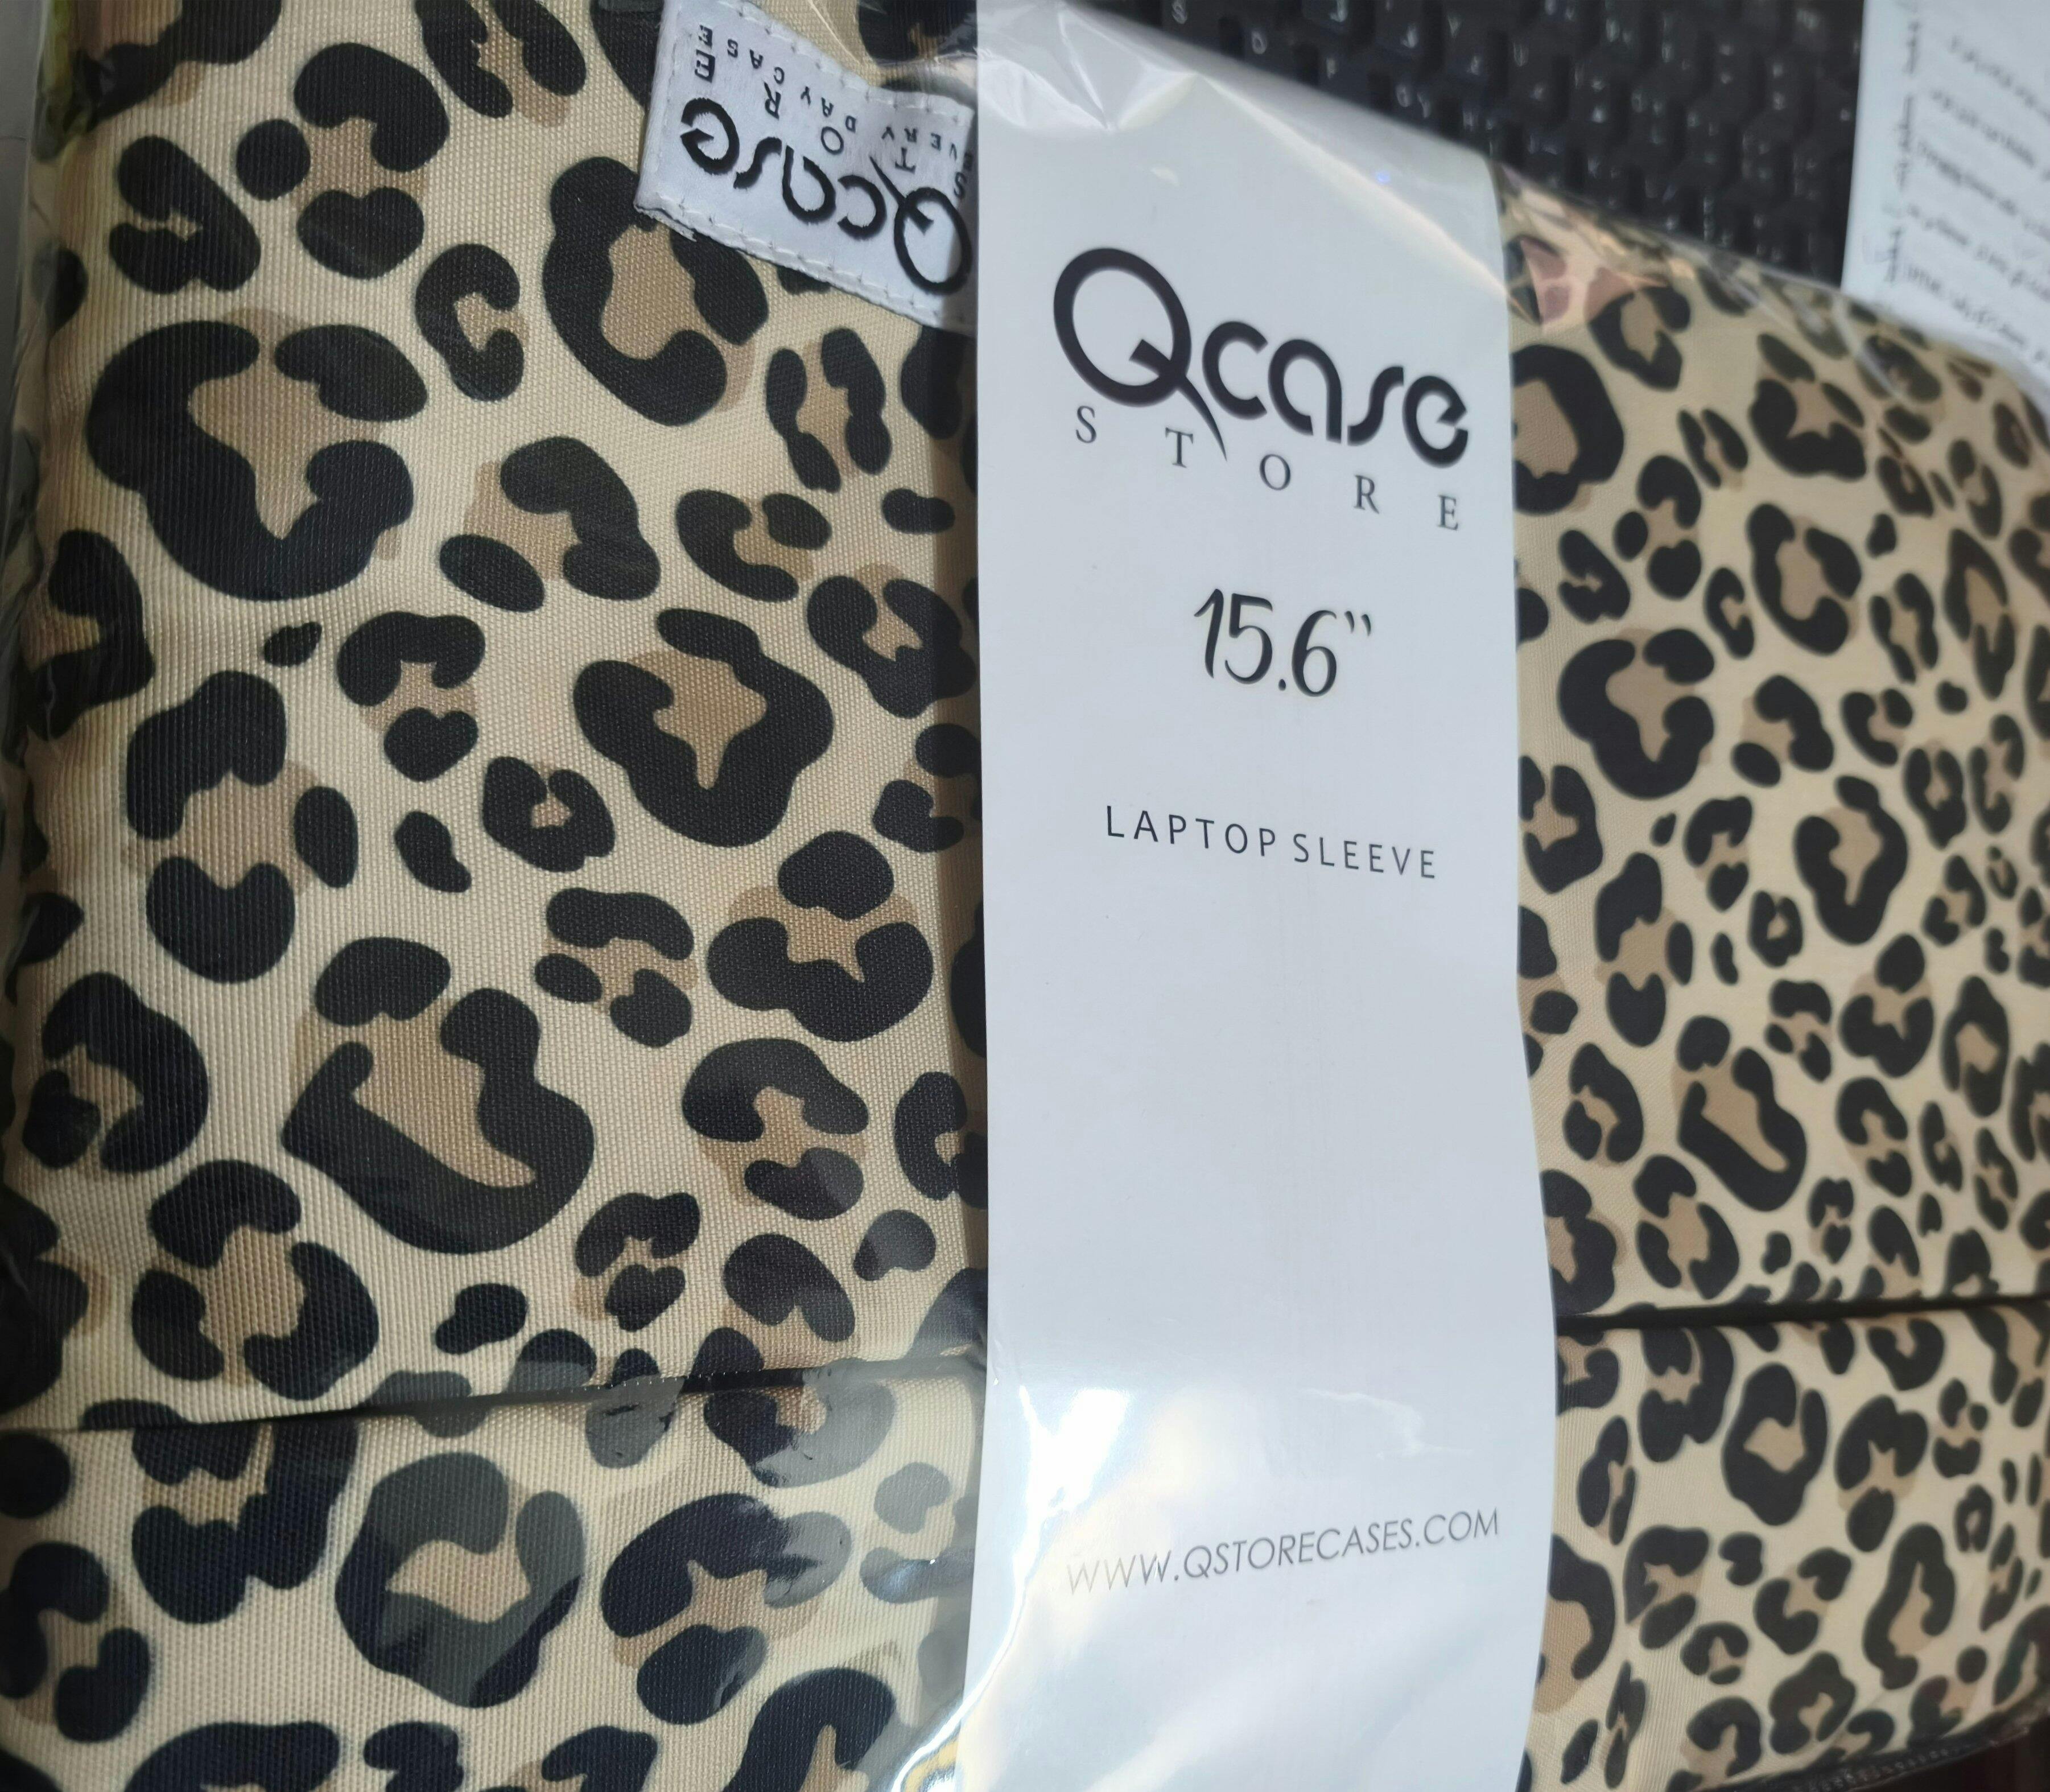 Qcase
STORE
EVERY DAY CASE
Qcase
STORE
15.6"
LAPTOP SLEEVE
WWW.QSTORECASES.COM